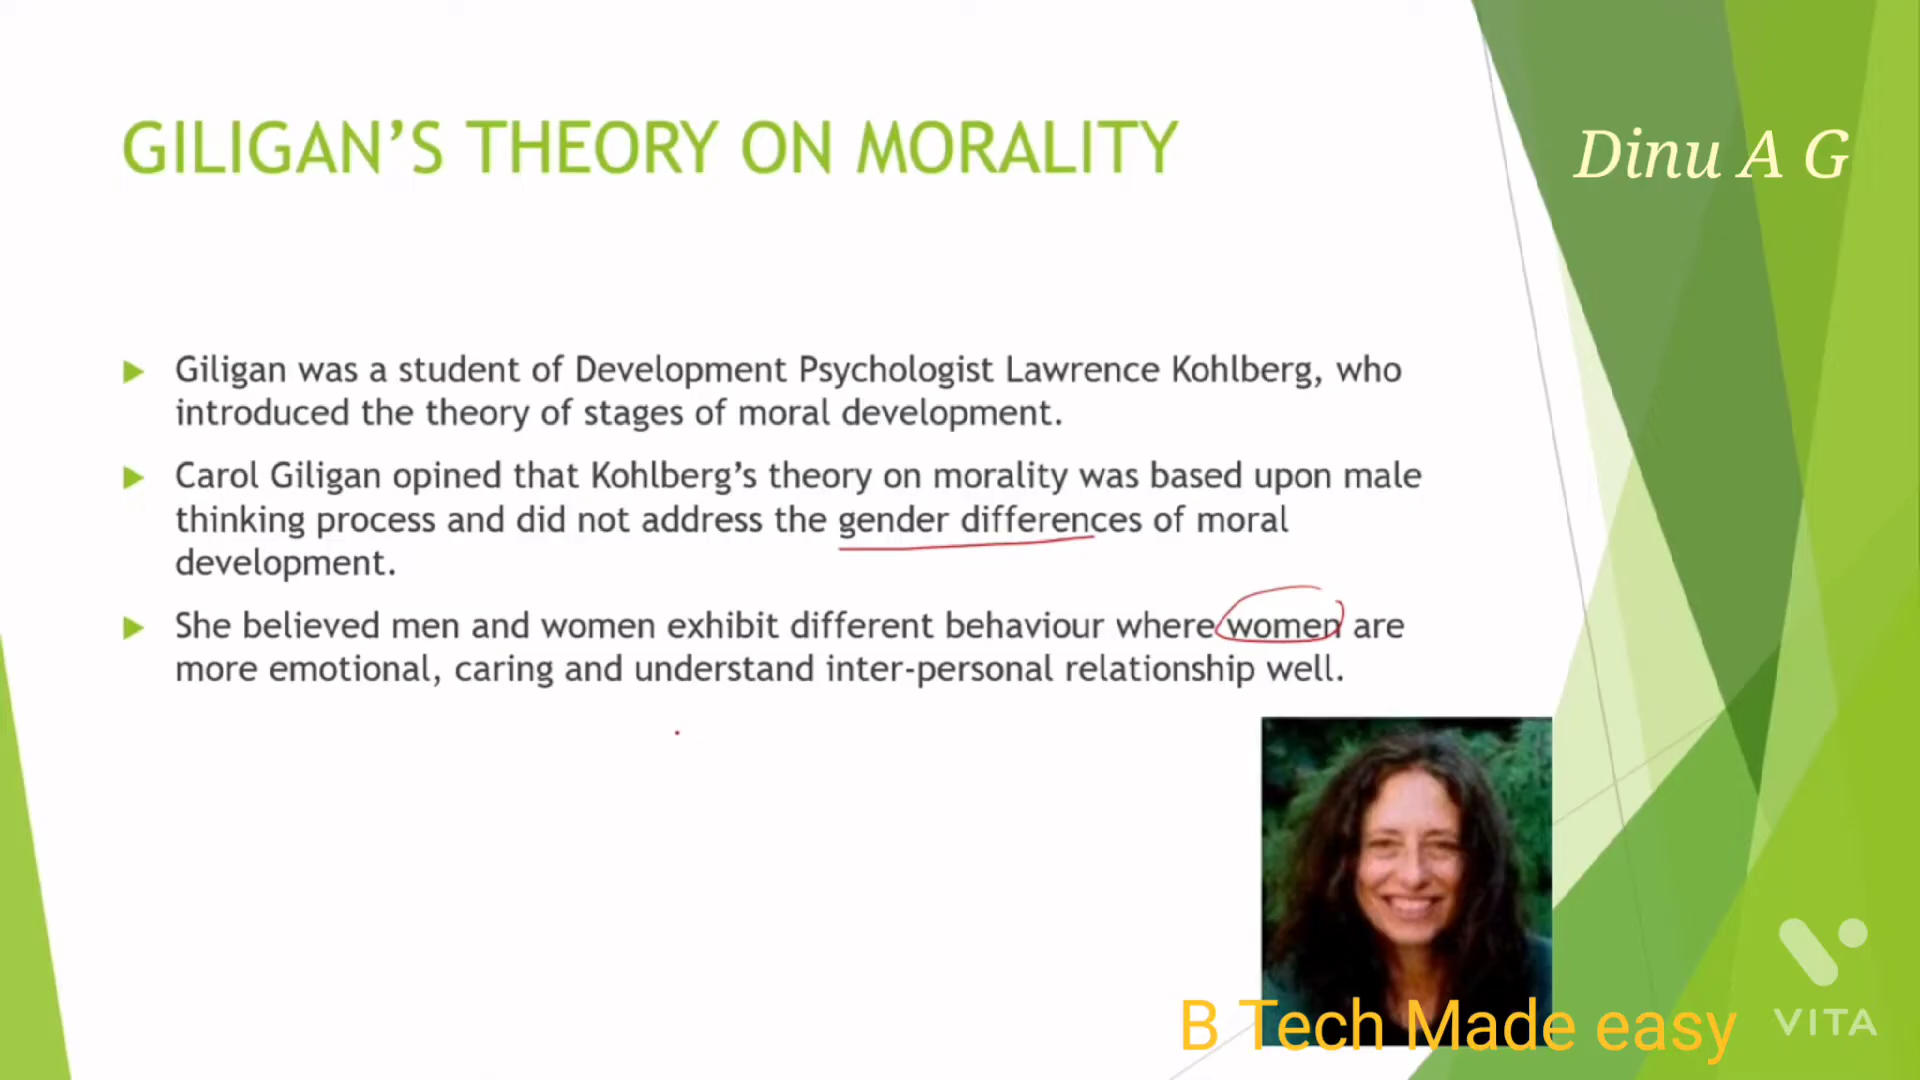 GILIGAN’S THEORY ON MORALITY
Dinu A G
Giligan was a student of Development Psychologist Lawrence Kohlberg, who
introduced the theory of stages of moral development.
Carol Giligan opined that Kohlberg’s theory on morality was based upon male
thinking process and did not address the gender differences of moral
development.
She believed men and women exhibit different behaviour where women are
more emotional, caring and understand inter-personal relationship well.
B Tech Made easy
VITA